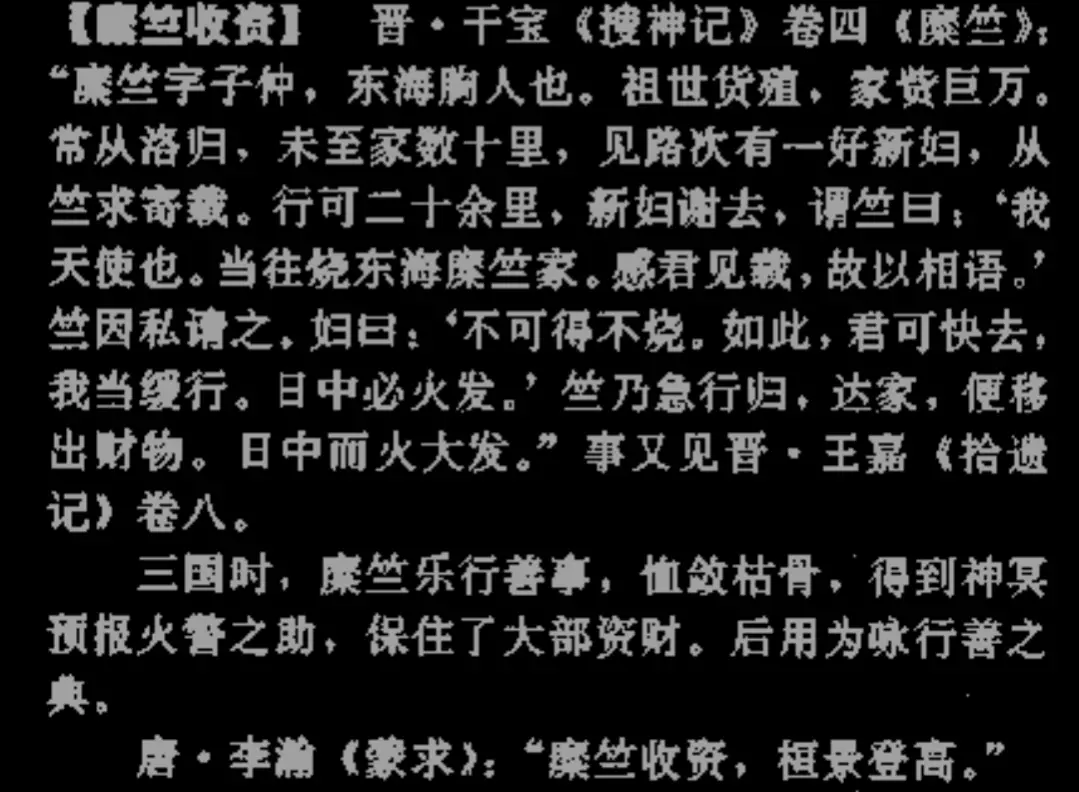 【糜竺收资】 晋·干宝《搜神记》卷四《糜竺》：
“糜竺字子仲，东海朐人也。祖世货殖，家赀巨万。
常从洛归，未至家数十里，见路次有一好新妇，从
竺求寄载。行可二十余里，新妇谢去，谓竺曰：‘我
天使也。当往烧东海糜竺家。感君见载，故以相语。’
竺因私请之。妇曰：‘不可得不烧。如此，君可快去，
我当缓行。日中必火发。’竺乃急行归，达家，便移
出财物。日中而火大发。”事又见晋·王嘉《拾遗
记》卷八。
三国时，糜竺乐行善事，恤敛枯骨，得到神冥
预报火警之助，保住了大部资财。后用为咏行善之
典。
唐·李瀚《蒙求》：“糜竺收资，桓景登高。”